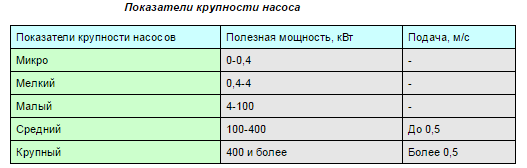 Показатели крупности насоса
Показатели крупности насосов Полезная мощность, кВт Подача, м/с
Микро 0-0,4 -
Мелкий 0,4-4 -
Малый 4-100 -
Средний 100-400 До 0,5
Крупный 400 и более Более 0,5